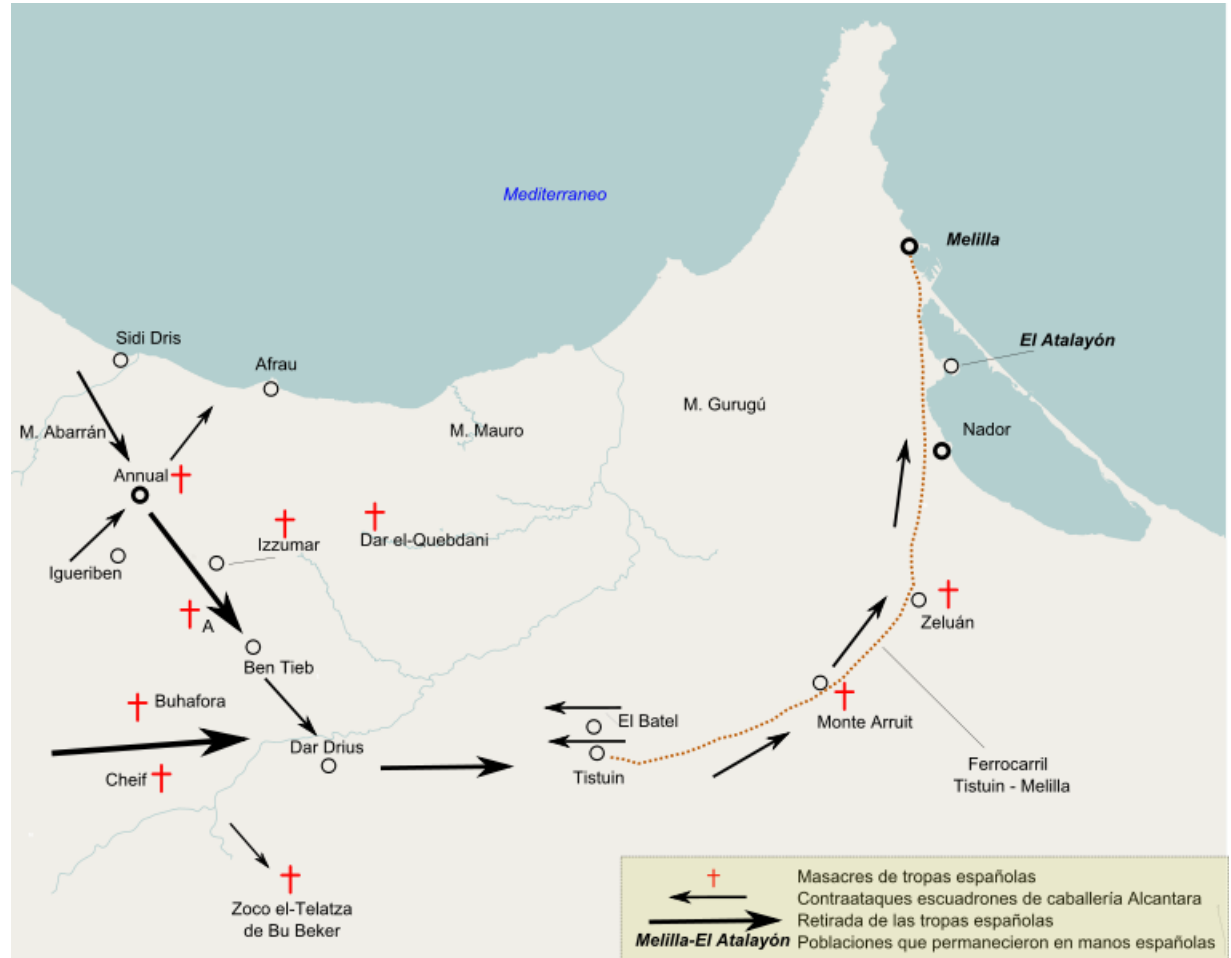 Mediterraneo
Melilla
Sidi Dris
El Atalayón
Afrau
M. Gurugú
M. Abarrán
M. Mauro
Nador
Annual
Izzumar
Dar el-Quebdani
Igueriben
A
Zeluán
Ben Tieb
Buhafora
El Batel
Monte Arruit
Dar Drius
Cheif
Tistuin
Ferrocarril
Tistuin - Melilla
Zoco el-Telatza
de Bu Beker
Masacres de tropas españolas
Contraataques escuadrones de caballería Alcantara
Retirada de las tropas españolas
Melilla-El Atalayón Poblaciones que permanecieron en manos españolas